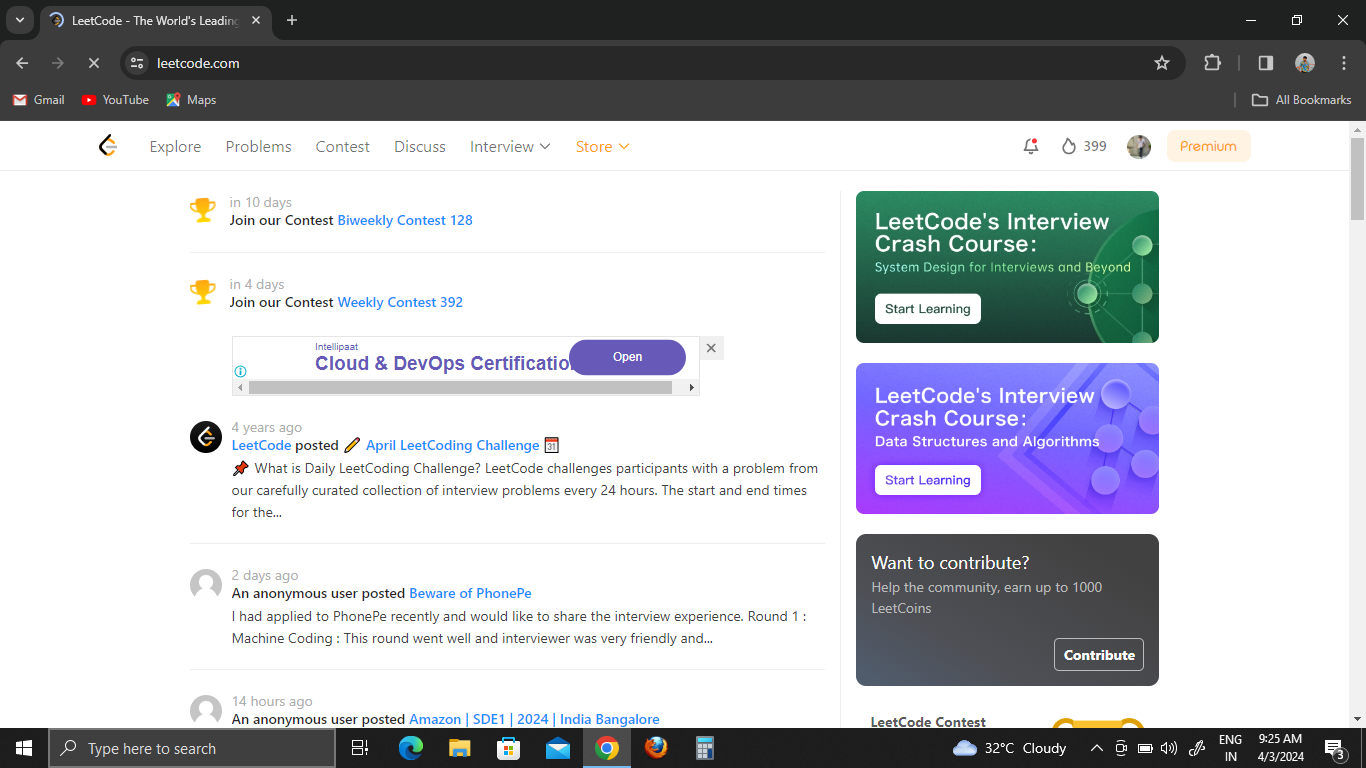 LeetCode - The World's Leading
leetcode.com
Gmail YouTube Maps All Bookmarks
Explore Problems Contest Discuss Interview Store 399 Premium
in 10 days
Join our Contest Biweekly Contest 128
in 4 days
Join our Contest Weekly Contest 392
Intellipaat
Cloud & DevOps Certificatio
Open
4 years ago
LeetCode posted April LeetCoding Challenge 31
What is Daily LeetCoding Challenge? LeetCode challenges participants with a problem from
our carefully curated collection of interview problems every 24 hours. The start and end times
for the...
2 days ago
An anonymous user posted Beware of PhonePe
I had applied to PhonePe recently and would like to share the interview experience. Round 1 :
Machine Coding : This round went well and interviewer was very friendly and...
14 hours ago
An anonymous user posted Amazon | SDE1 | 2024 | India Bangalore
LeetCode's Interview
Crash Course:
System Design for Interviews and Beyond
Start Learning
LeetCode's Interview
Crash Course:
Data Structures and Algorithms
Start Learning
Want to contribute?
Help the community, earn up to 1000
LeetCoins
Contribute
LeetCode Contest
Type here to search
32°C Cloudy
ENG
IN
9:25 AM
4/3/2024
3